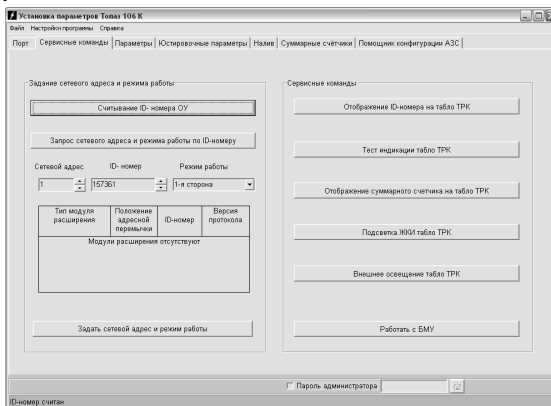 Установка параметров Топаз 106 К
Файл Настройки программы Справка
Порт Сервисные команды Параметры Юстировочные параметры Налив Суммарные счётчики Помощник конфигурации АЗС
Задание сетевого адреса и режима работы
Считывание ID- номера ОУ
Запрос сетевого адреса и режима работы по ID-номеру
Сетевой адрес ID- номер Режим работы
1 157361 1-я сторона
Тип модуля расширения Положение адресной перемычки ID-номер Версия протокола
Модули расширения отсутствуют
Задать сетевой адрес и режим работы
Сервисные команды
Отображение ID-номера на табло ТРК
Тест индикации табло ТРК
Отображение суммарного счетчика на табло ТРК
Подсветка ЖКИ табло ТРК
Внешнее освещение табло ТРК
Работать с БМУ
Пароль администратора
ID-номер считан